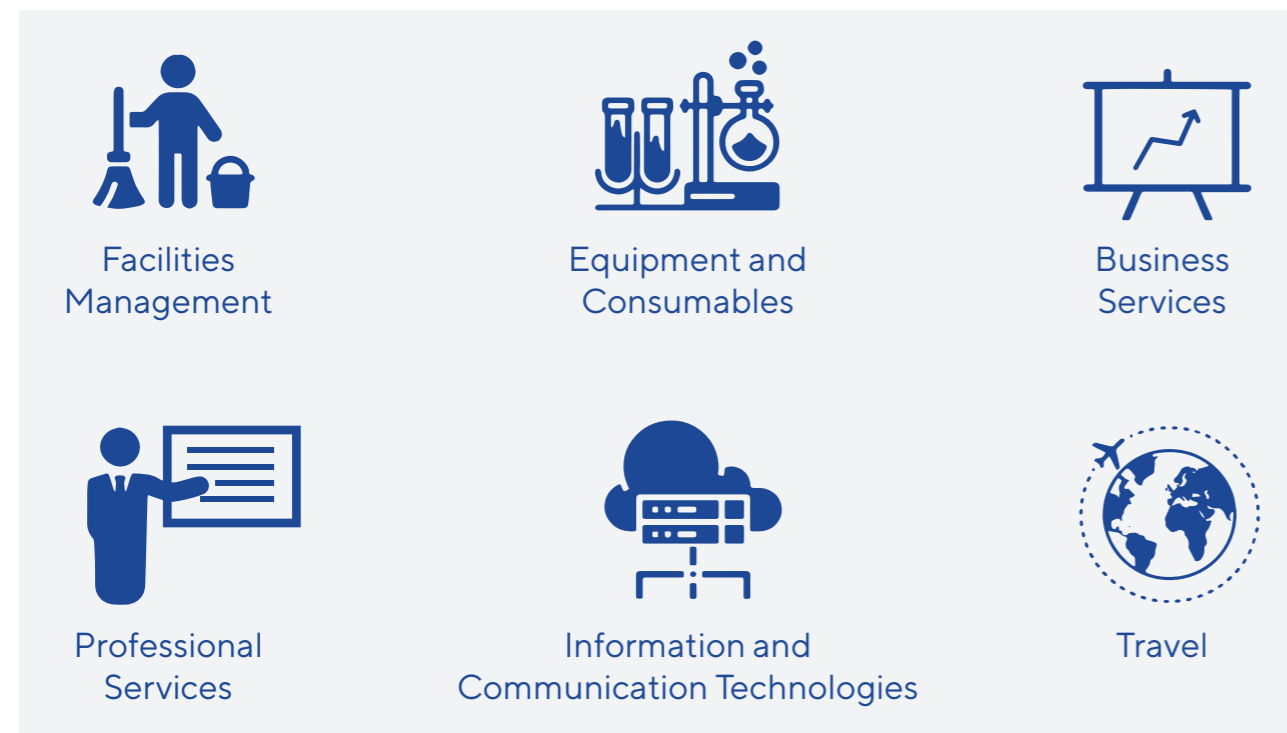 Facilities
Management
Equipment and
Consumables
Business
Services
Professional
Services
Information and
Communication Technologies
Travel